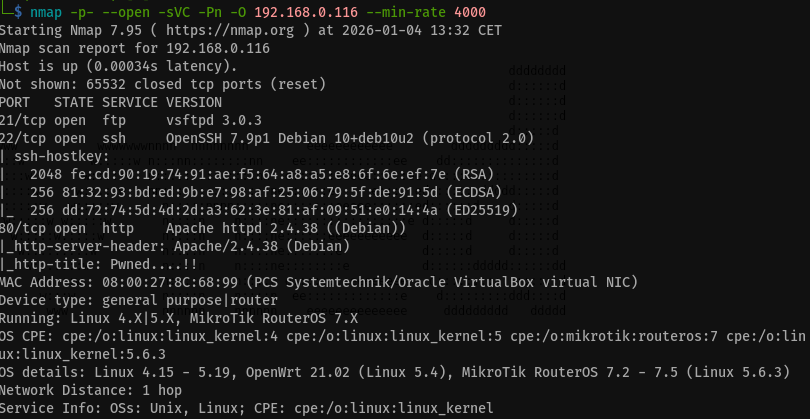 $ nmap -p- --open -sVC -Pn -O 192.168.0.116 --min-rate 4000
Starting Nmap 7.95 ( https://nmap.org ) at 2026-01-04 13:32 CET
Nmap scan report for 192.168.0.116
Host is up (0.00034s latency).
Not shown: 65532 closed tcp ports (reset)
PORT   STATE SERVICE VERSION
21/tcp open  ftp     vsftpd 3.0.3
22/tcp open  ssh     OpenSSH 7.9p1 Debian 10+deb10u2 (protocol 2.0)
| ssh-hostkey:
|   2048 fe:cd:90:19:74:91:ae:f5:64:a8:a5:e8:6f:6e:ef:7e (RSA)
|   256 81:32:93:bd:ed:9b:e7:98:af:25:06:79:5f:de:91:5d (ECDSA)
|_  256 dd:72:74:5d:4d:2d:a3:62:3e:81:af:09:51:e0:14:4a (ED25519)
80/tcp open  http    Apache httpd 2.4.38 ((Debian))
|_http-server-header: Apache/2.4.38 (Debian)
|_http-title: Pwned....!!
MAC Address: 08:00:27:8C:68:99 (PCS Systemtechnik/Oracle VirtualBox virtual NIC)
Device type: general purpose|router
Running: Linux 4.X|5.X, MikroTik RouterOS 7.X
OS CPE: cpe:/o:linux:linux_kernel:4 cpe:/o:linux:linux_kernel:5 cpe:/o:mikrotik:routeros:7 cpe:/o:lin
ux:linux_kernel:5.6.3
OS details: Linux 4.15 - 5.19, OpenWrt 21.02 (Linux 5.4), MikroTik RouterOS 7.2 - 7.5 (Linux 5.6.3)
Network Distance: 1 hop
Service Info: OSs: Unix, Linux; CPE: cpe:/o:linux:linux_kernel